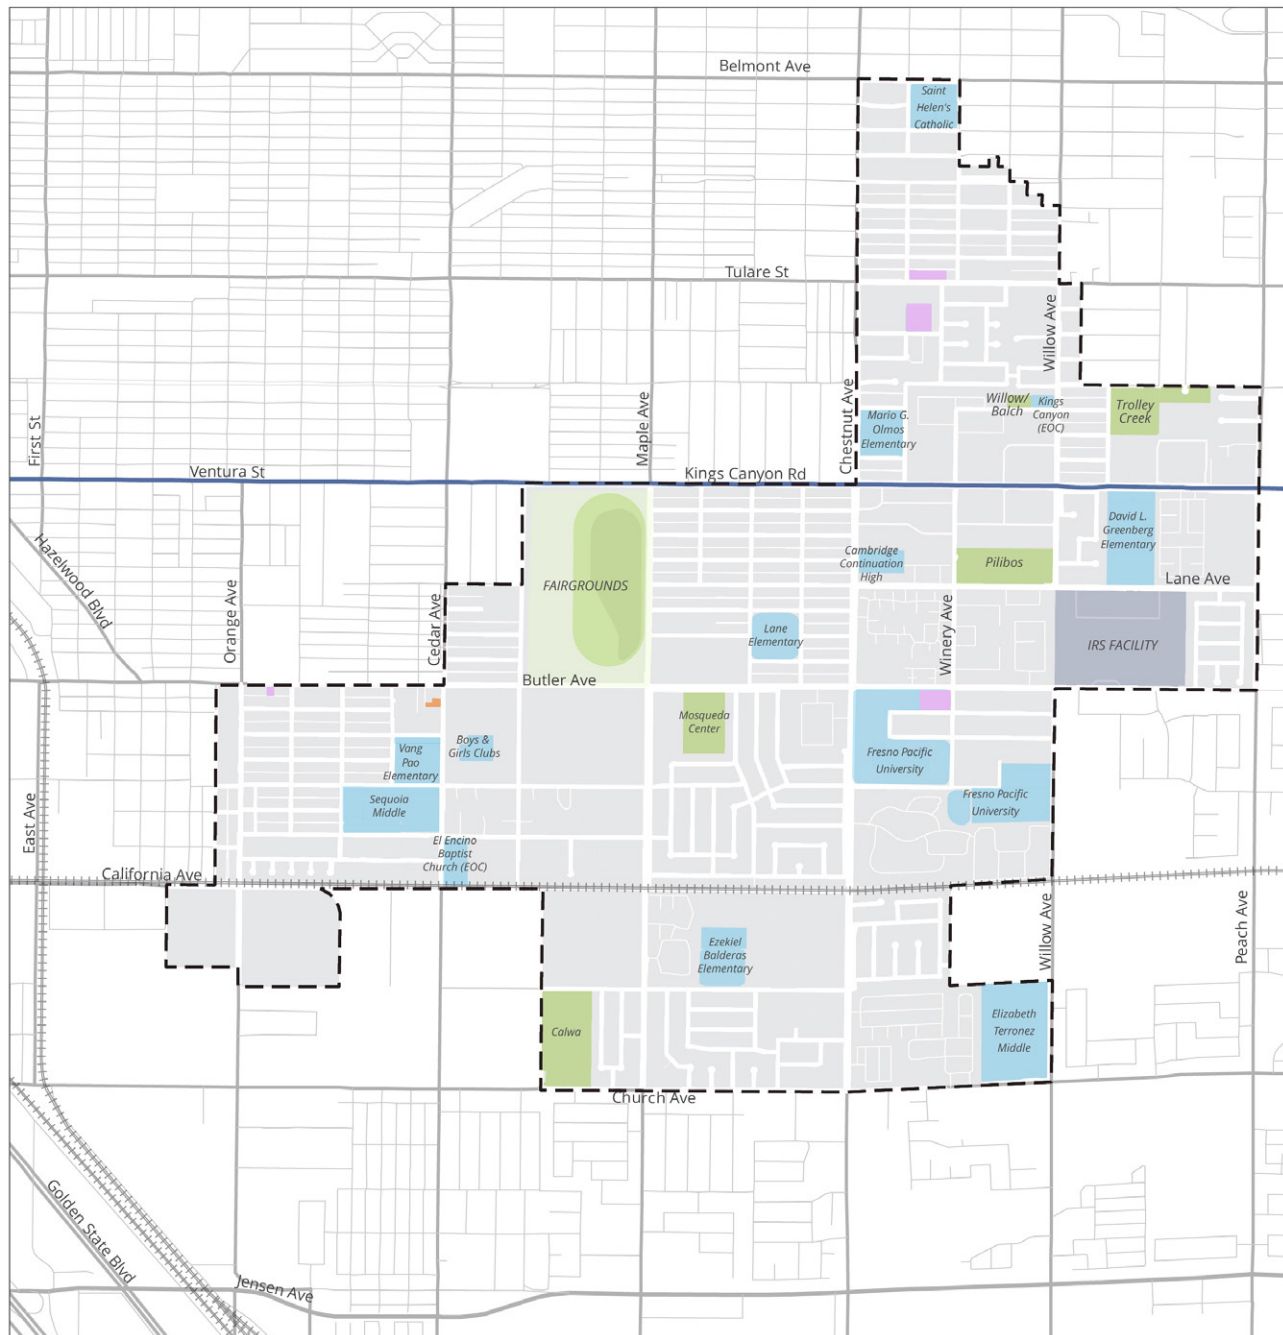 Belmont Ave
Saint
Helen's
Catholic
Tulare St
Willow Ave
Chestnut Ave
Maple Ave
First St
Willow/
Balch
Kings
Canyon
(EOC)
Trolley
Creek
Mario G.
Olmos
Elementary
Ventura St
Kings Canyon Rd
David L.
Greenberg
Elementary
Hazelwood Blvd
Cambridge
Continuation
High
Pilibos
FAIRGROUNDS
Lane Ave
Orange Ave
Cedar Ave
Winery Ave
Lane
Elementary
IRS FACILITY
Butler Ave
Mosqueda
Center
Vang
Pao
Elementary
Boys &
Girls Clubs
Fresno Pacific
University
Sequoia
Middle
Fresno Pacific
University
East Ave
El Encino
Baptist
Church (EOC)
California Ave
Willow Ave
Peach Ave
Ezekiel
Balderas
Elementary
Calwa
Elizabeth
Terronez
Middle
Church Ave
Golden State Blvd
Jensen Ave